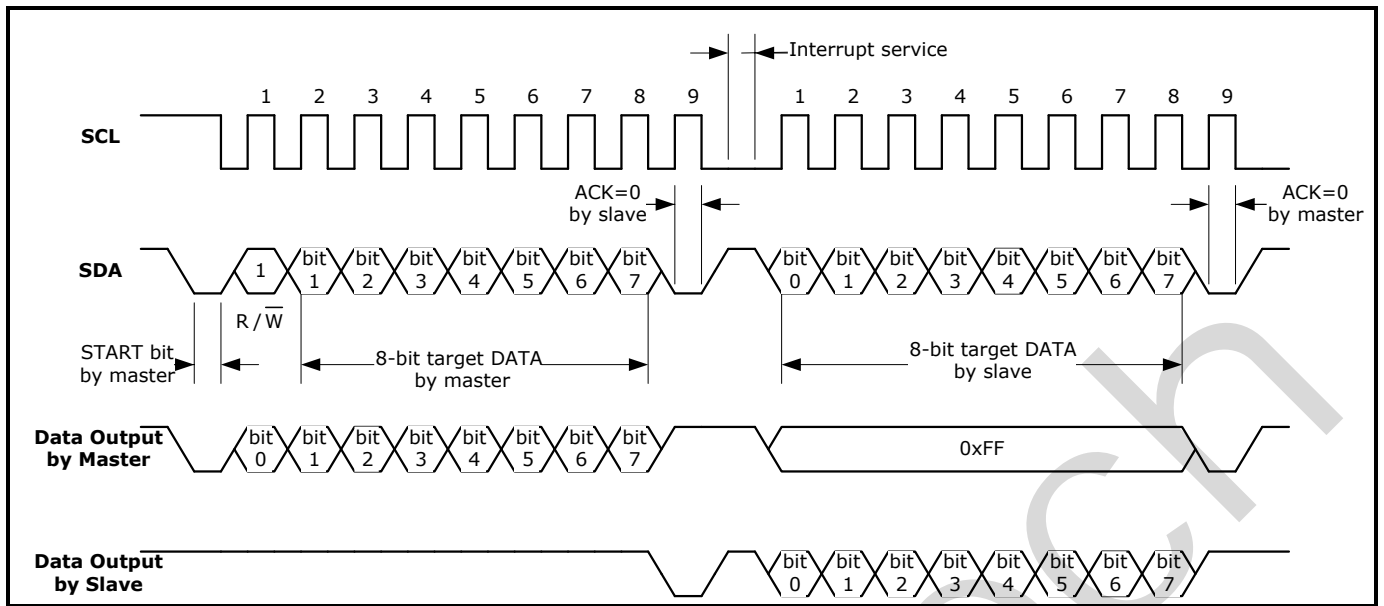 Interrupt service
1 2 3 4 5 6 7 8 9 1 2 3 4 5 6 7 8 9
SCL
ACK=0
by slave
ACK=0
by master
SDA
1 bit 1 bit 2 bit 3 bit 4 bit 5 bit 6 bit 7 bit 0 bit 1 bit 2 bit 3 bit 4 bit 5 bit 6 bit 7
R / W
START bit
by master
8-bit target DATA
by master
8-bit target DATA
by slave
Data Output
by Master
bit 0 bit 1 bit 2 bit 3 bit 4 bit 5 bit 6 bit 7
0xFF
Data Output
by Slave
bit 0 bit 1 bit 2 bit 3 bit 4 bit 5 bit 6 bit 7